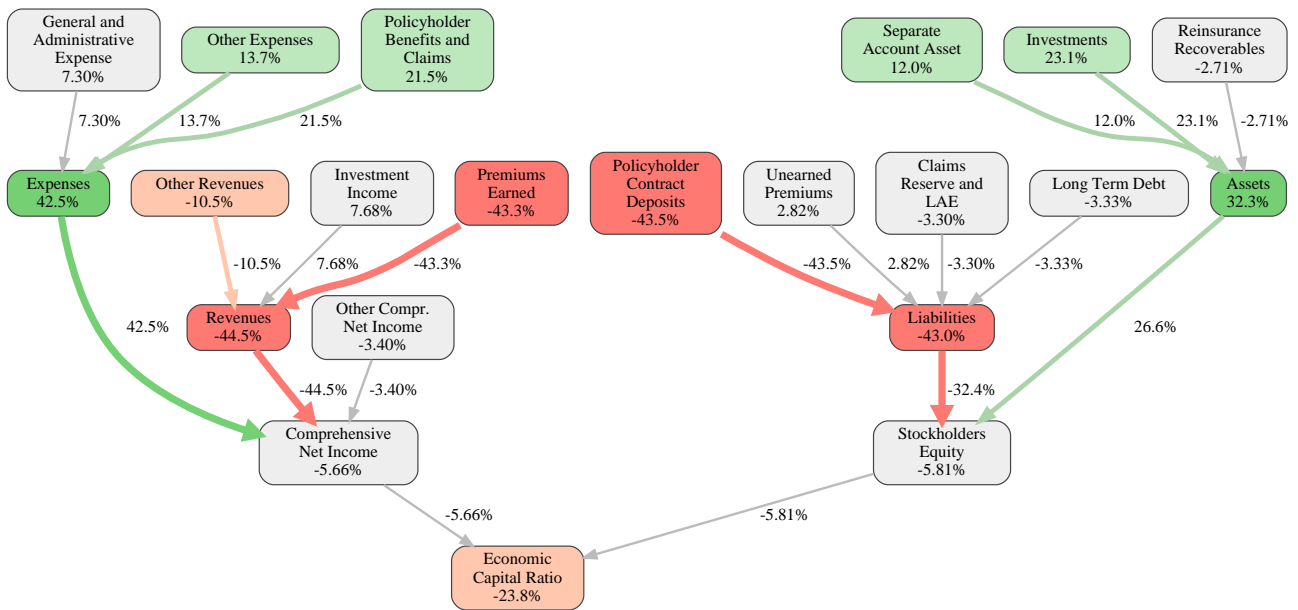 General and
Administrative
Expense
7.30%
Other Expenses
13.7%
Policyholder
Benefits and
Claims
21.5%
Separate
Account Asset
12.0%
Investments
23.1%
Reinsurance
Recoverables
-2.71%
7.30%
13.7%
21.5%
12.0%
23.1%
-2.71%
Expenses
42.5%
Other Revenues
-10.5%
Investment
Income
7.68%
Premiums
Earned
-43.3%
Policyholder
Contract
Deposits
-43.5%
Unearned
Premiums
2.82%
Claims
Reserve and
LAE
-3.30%
Long Term Debt
-3.33%
Assets
32.3%
-10.5%
7.68%
-43.3%
-43.5%
2.82%
-3.30%
-3.33%
42.5%
Revenues
-44.5%
Other Compr.
Net Income
-3.40%
Liabilities
-43.0%
26.6%
-44.5%
-3.40%
-32.4%
Comprehensive
Net Income
-5.66%
Stockholders
Equity
-5.81%
-5.66%
-5.81%
Economic
Capital Ratio
-23.8%